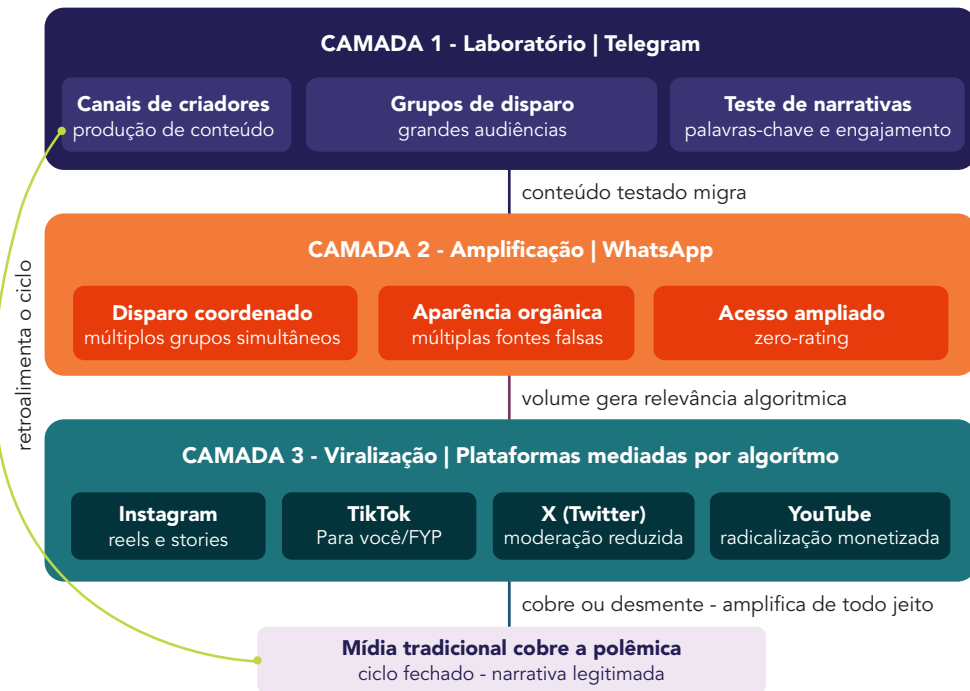 CAMADA 1 - Laboratório | Telegram
Canais de criadores
produção de conteúdo
Grupos de disparo
grandes audiências
Teste de narrativas
palavras-chave e engajamento
conteúdo testado migra
CAMADA 2 - Amplificação | WhatsApp
Disparo coordenado
múltiplos grupos simultâneos
Aparência orgânica
múltiplas fontes falsas
Acesso ampliado
zero-rating
retroalimenta o ciclo
volume gera relevância algoritmica
CAMADA 3 - Viralização | Plataformas mediadas por algorítmo
Instagram
reels e stories
TikTok
Para você/FYP
X (Twitter)
moderação reduzida
YouTube
radicalização monetizada
cobre ou desmente - amplifica de todo jeito
Mídia tradicional cobre a polêmica
ciclo fechado - narrativa legitimada